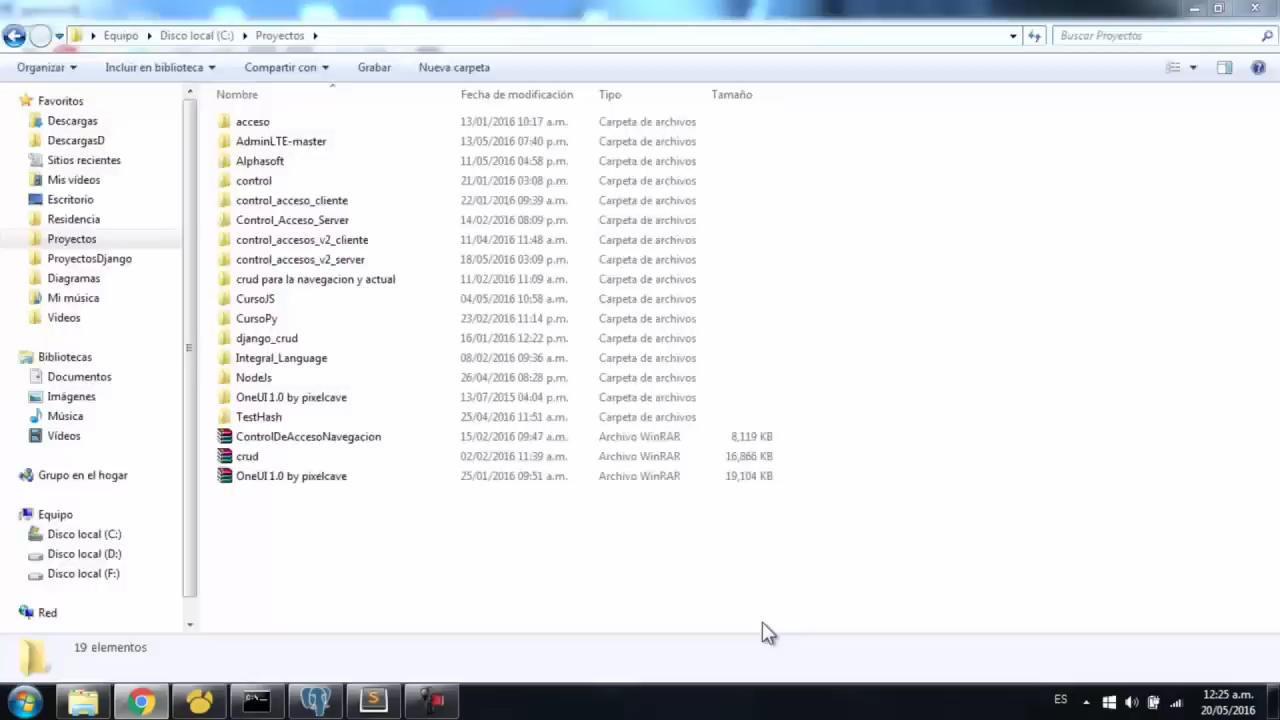 Equipo Disco local (C:) Proyectos
Buscar Proyectos
Organizar Incluir en biblioteca Compartir con Grabar Nueva carpeta
Nombre Fecha de modificación Tipo Tamaño
Favoritos
Descargas
DescargasD
Sitios recientes
Mis vídeos
Escritorio
Residencia
Proyectos
ProyectosDjango
Diagramas
Mi música
Videos
Bibliotecas
Documentos
Imágenes
Música
Vídeos
Grupo en el hogar
Equipo
Disco local (C:)
Disco local (D:)
Disco local (F:)
Red
acceso 13/01/2016 10:17 a.m. Carpeta de archivos
AdminLTE-master 13/05/2016 07:40 p.m. Carpeta de archivos
Alphasoft 11/05/2016 04:58 p.m. Carpeta de archivos
control 21/01/2016 03:08 p.m. Carpeta de archivos
control_acceso_cliente 22/01/2016 09:39 a.m. Carpeta de archivos
Control_Acceso_Server 14/02/2016 08:09 p.m. Carpeta de archivos
control_accesos_v2_cliente 11/04/2016 11:48 a.m. Carpeta de archivos
control_accesos_v2_server 18/05/2016 03:09 p.m. Carpeta de archivos
crud para la navegacion y actual 11/02/2016 11:09 a.m. Carpeta de archivos
CursoJS 04/05/2016 10:58 a.m. Carpeta de archivos
CursoPy 23/02/2016 11:14 p.m. Carpeta de archivos
django_crud 16/01/2016 12:22 p.m. Carpeta de archivos
Integral_Language 08/02/2016 09:36 a.m. Carpeta de archivos
NodeJs 26/04/2016 08:28 p.m. Carpeta de archivos
OneUI 1.0 by pixelcave 13/07/2015 04:04 p.m. Carpeta de archivos
TestHash 25/04/2016 11:51 a.m. Carpeta de archivos
ControlDeAccesoNavegacion 15/02/2016 09:47 a.m. Archivo WinRAR 8,119 KB
crud 02/02/2016 11:39 a.m. Archivo WinRAR 16,866 KB
OneUI 1.0 by pixelcave 25/01/2016 09:51 a.m. Archivo WinRAR 19,104 KB
19 elementos
ES
12:25 a.m.
20/05/2016